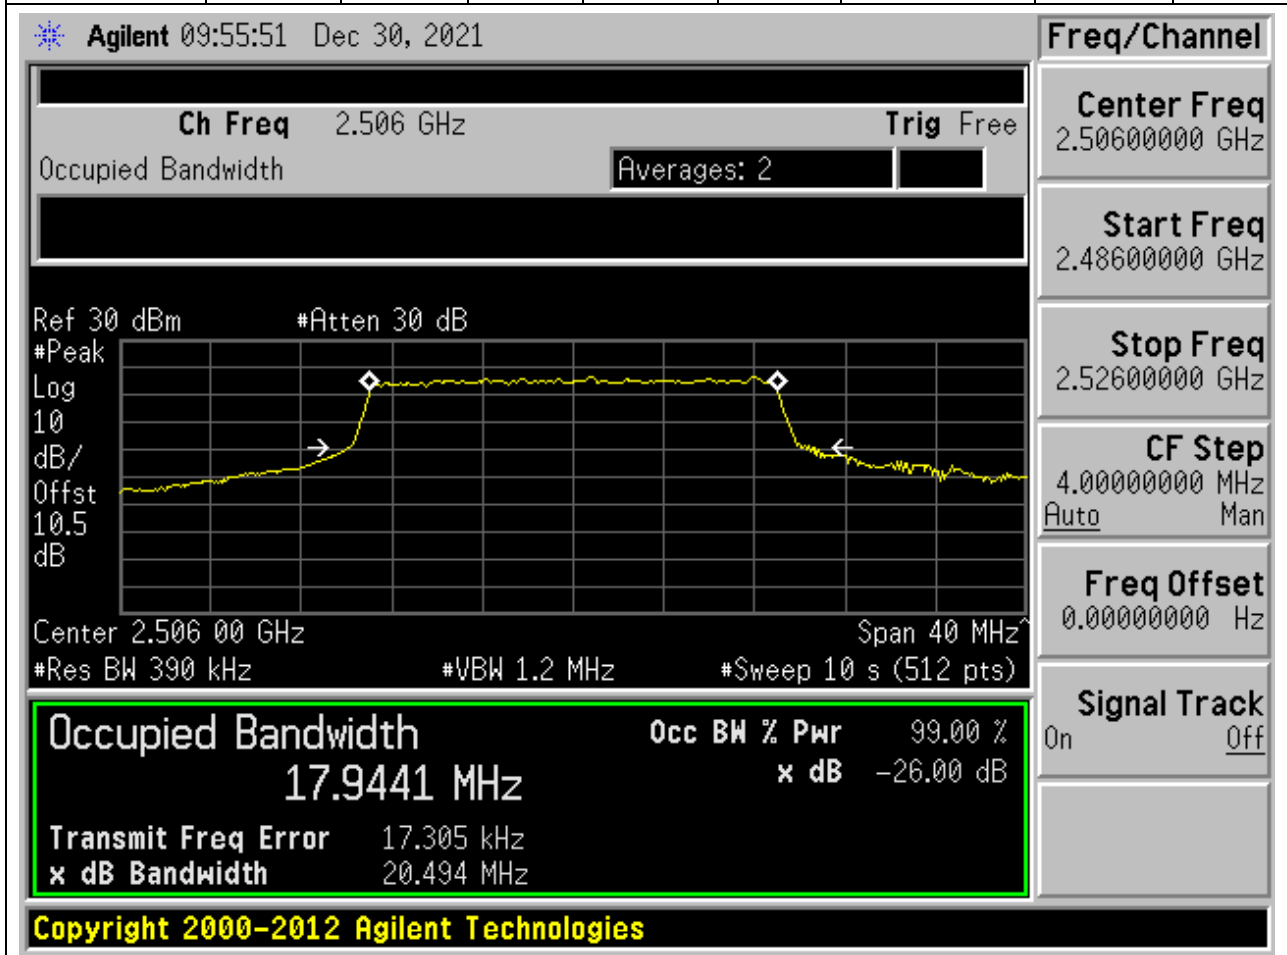 Agilent 09:55:51 Dec 30, 2021
Freq/Channel
Ch Freq 2.506 GHz Trig Free
Occupied Bandwidth Averages: 2
Center Freq
2.50600000 GHz
Start Freq
2.48600000 GHz
Stop Freq
2.52600000 GHz
CF Step
4.00000000 MHz
Auto Man
Freq Offset
0.00000000 Hz
Signal Track
On Off
Ref 30 dBm #Atten 30 dB
#Peak
Log
10
dB/
Offst
10.5
dB
Center 2.506 00 GHz Span 40 MHz^
#Res BW 390 kHz #VBW 1.2 MHz #Sweep 10 s (512 pts)
Occupied Bandwidth Occ BW % Pwr 99.00 %
17.9441 MHz x dB -26.00 dB
Transmit Freq Error 17.305 kHz
x dB Bandwidth 20.494 MHz
Copyright 2000-2012 Agilent Technologies